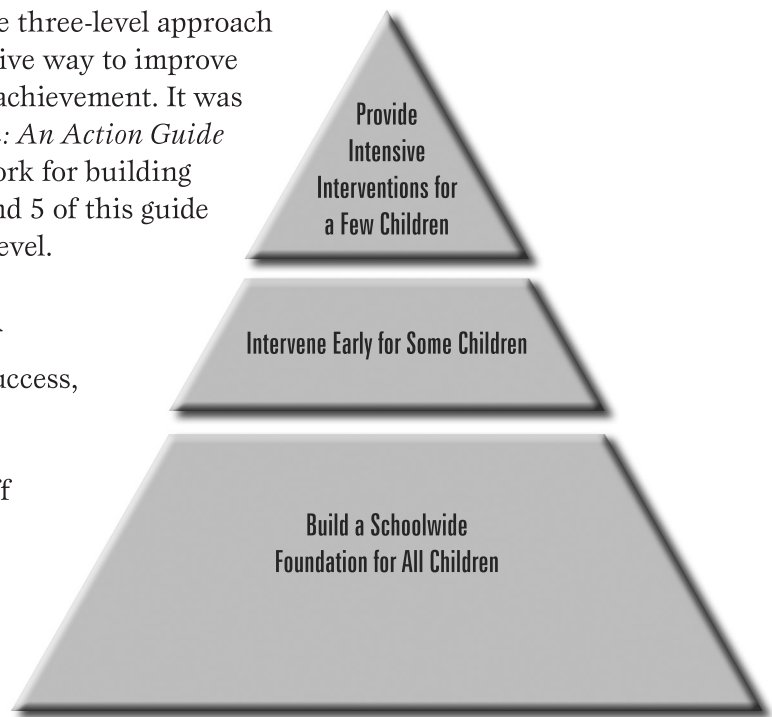 e three-level approach
ive way to improve
achievement. It was
: An Action Guide
ork for building
nd 5 of this guide
evel.
uccess,
ff
Provide
Intensive
Interventions for
a Few Children
Intervene Early for Some Children
Build a Schoolwide
Foundation for All Children